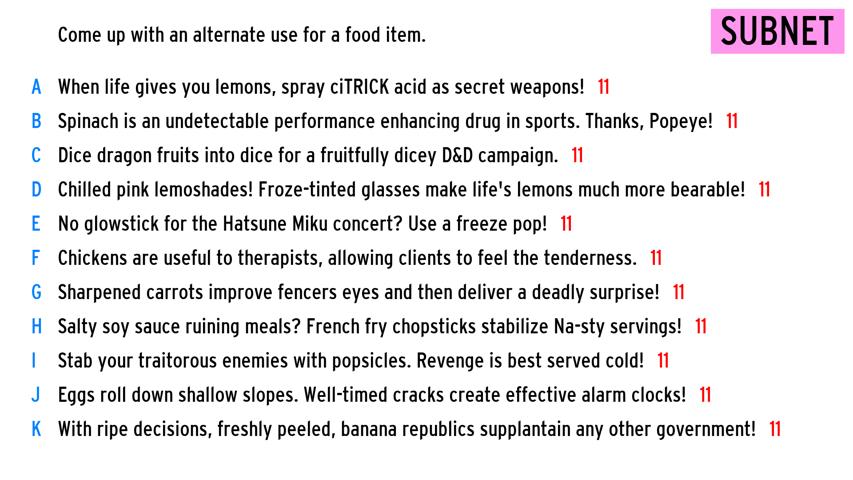 Come up with an alternate use for a food item.
SUBNET
A When life gives you lemons, spray ciTRICK acid as secret weapons! 11
B Spinach is an undetectable performance enhancing drug in sports. Thanks, Popeye! 11
C Dice dragon fruits into dice for a fruitfully dicey D&D campaign. 11
D Chilled pink lemoshades! Froze-tinted glasses make life's lemons much more bearable! 11
E No glowstick for the Hatsune Miku concert? Use a freeze pop! 11
F Chickens are useful to therapists, allowing clients to feel the tenderness. 11
G Sharpened carrots improve fencers eyes and then deliver a deadly surprise! 11
H Salty soy sauce ruining meals? French fry chopsticks stabilize Na-sty servings! 11
I Stab your traitorous enemies with popsicles. Revenge is best served cold! 11
J Eggs roll down shallow slopes. Well-timed cracks create effective alarm clocks! 11
K With ripe decisions, freshly peeled, banana republics supplantain any other government! 11